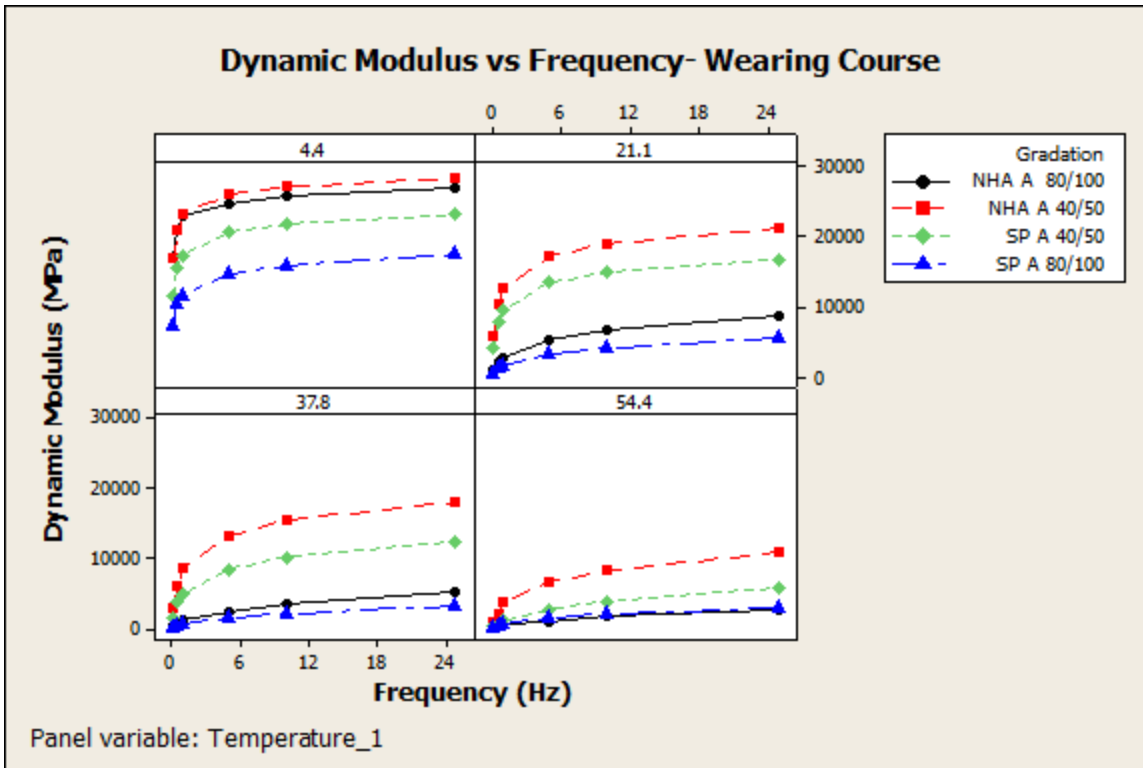 Dynamic Modulus vs Frequency- Wearing Course
0 6 12 18 24
4.4
21.1
30000
20000
10000
0
Gradation
NHA A 80/100
NHA A 40/50
SP A 40/50
SP A 80/100
Dynamic Modulus (MPa)
37.8
54.4
30000
20000
10000
0
0 6 12 18 24
Frequency (Hz)
Panel variable: Temperature_1